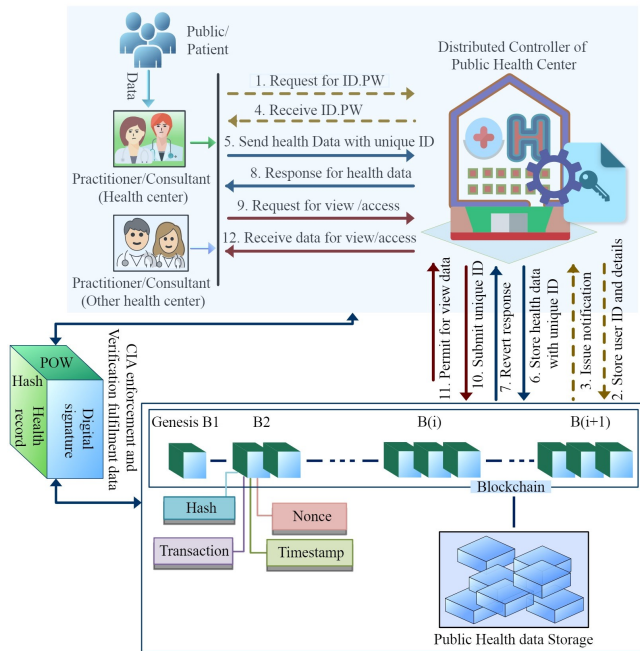 Public/
Patient
Data
Distributed Controller of
Public Health Center
1. Request for ID.PW
4. Receive ID.PW
5. Send health Data with unique ID
8. Response for health data
9. Request for view /access
12. Receive data for view/access
Practitioner/Consultant
(Health center)
Practitioner/Consultant
(Other health center)
11. Permit for view data
10. Submit unique ID
7. Revert response
6. Store health data
with unique ID
3. Issue notification
2. Store user ID and details
POW
Hash
Health
record
Digital
signature
CIA enforcement and
Verification fulfilment data
Genesis B1
B2
B(i)
B(i+1)
Blockchain
Hash
Nonce
Transaction
Timestamp
Public Health data Storage